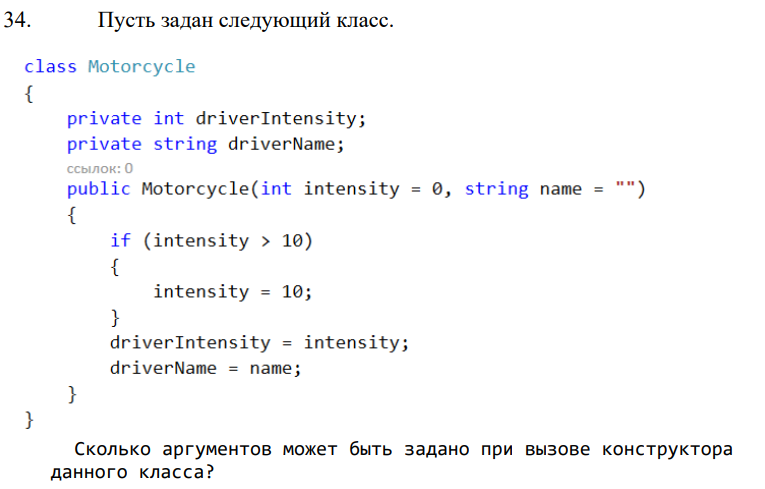 34. Пусть задан следующий класс.
class Motorcycle
{
private int driverIntensity;
private string driverName;
ссылок: 0
public Motorcycle(int intensity = 0, string name = "")
{
if (intensity > 10)
{
intensity = 10;
}
driverIntensity = intensity;
driverName = name;
}
}
Сколько аргументов может быть задано при вызове конструктора
данного класса?